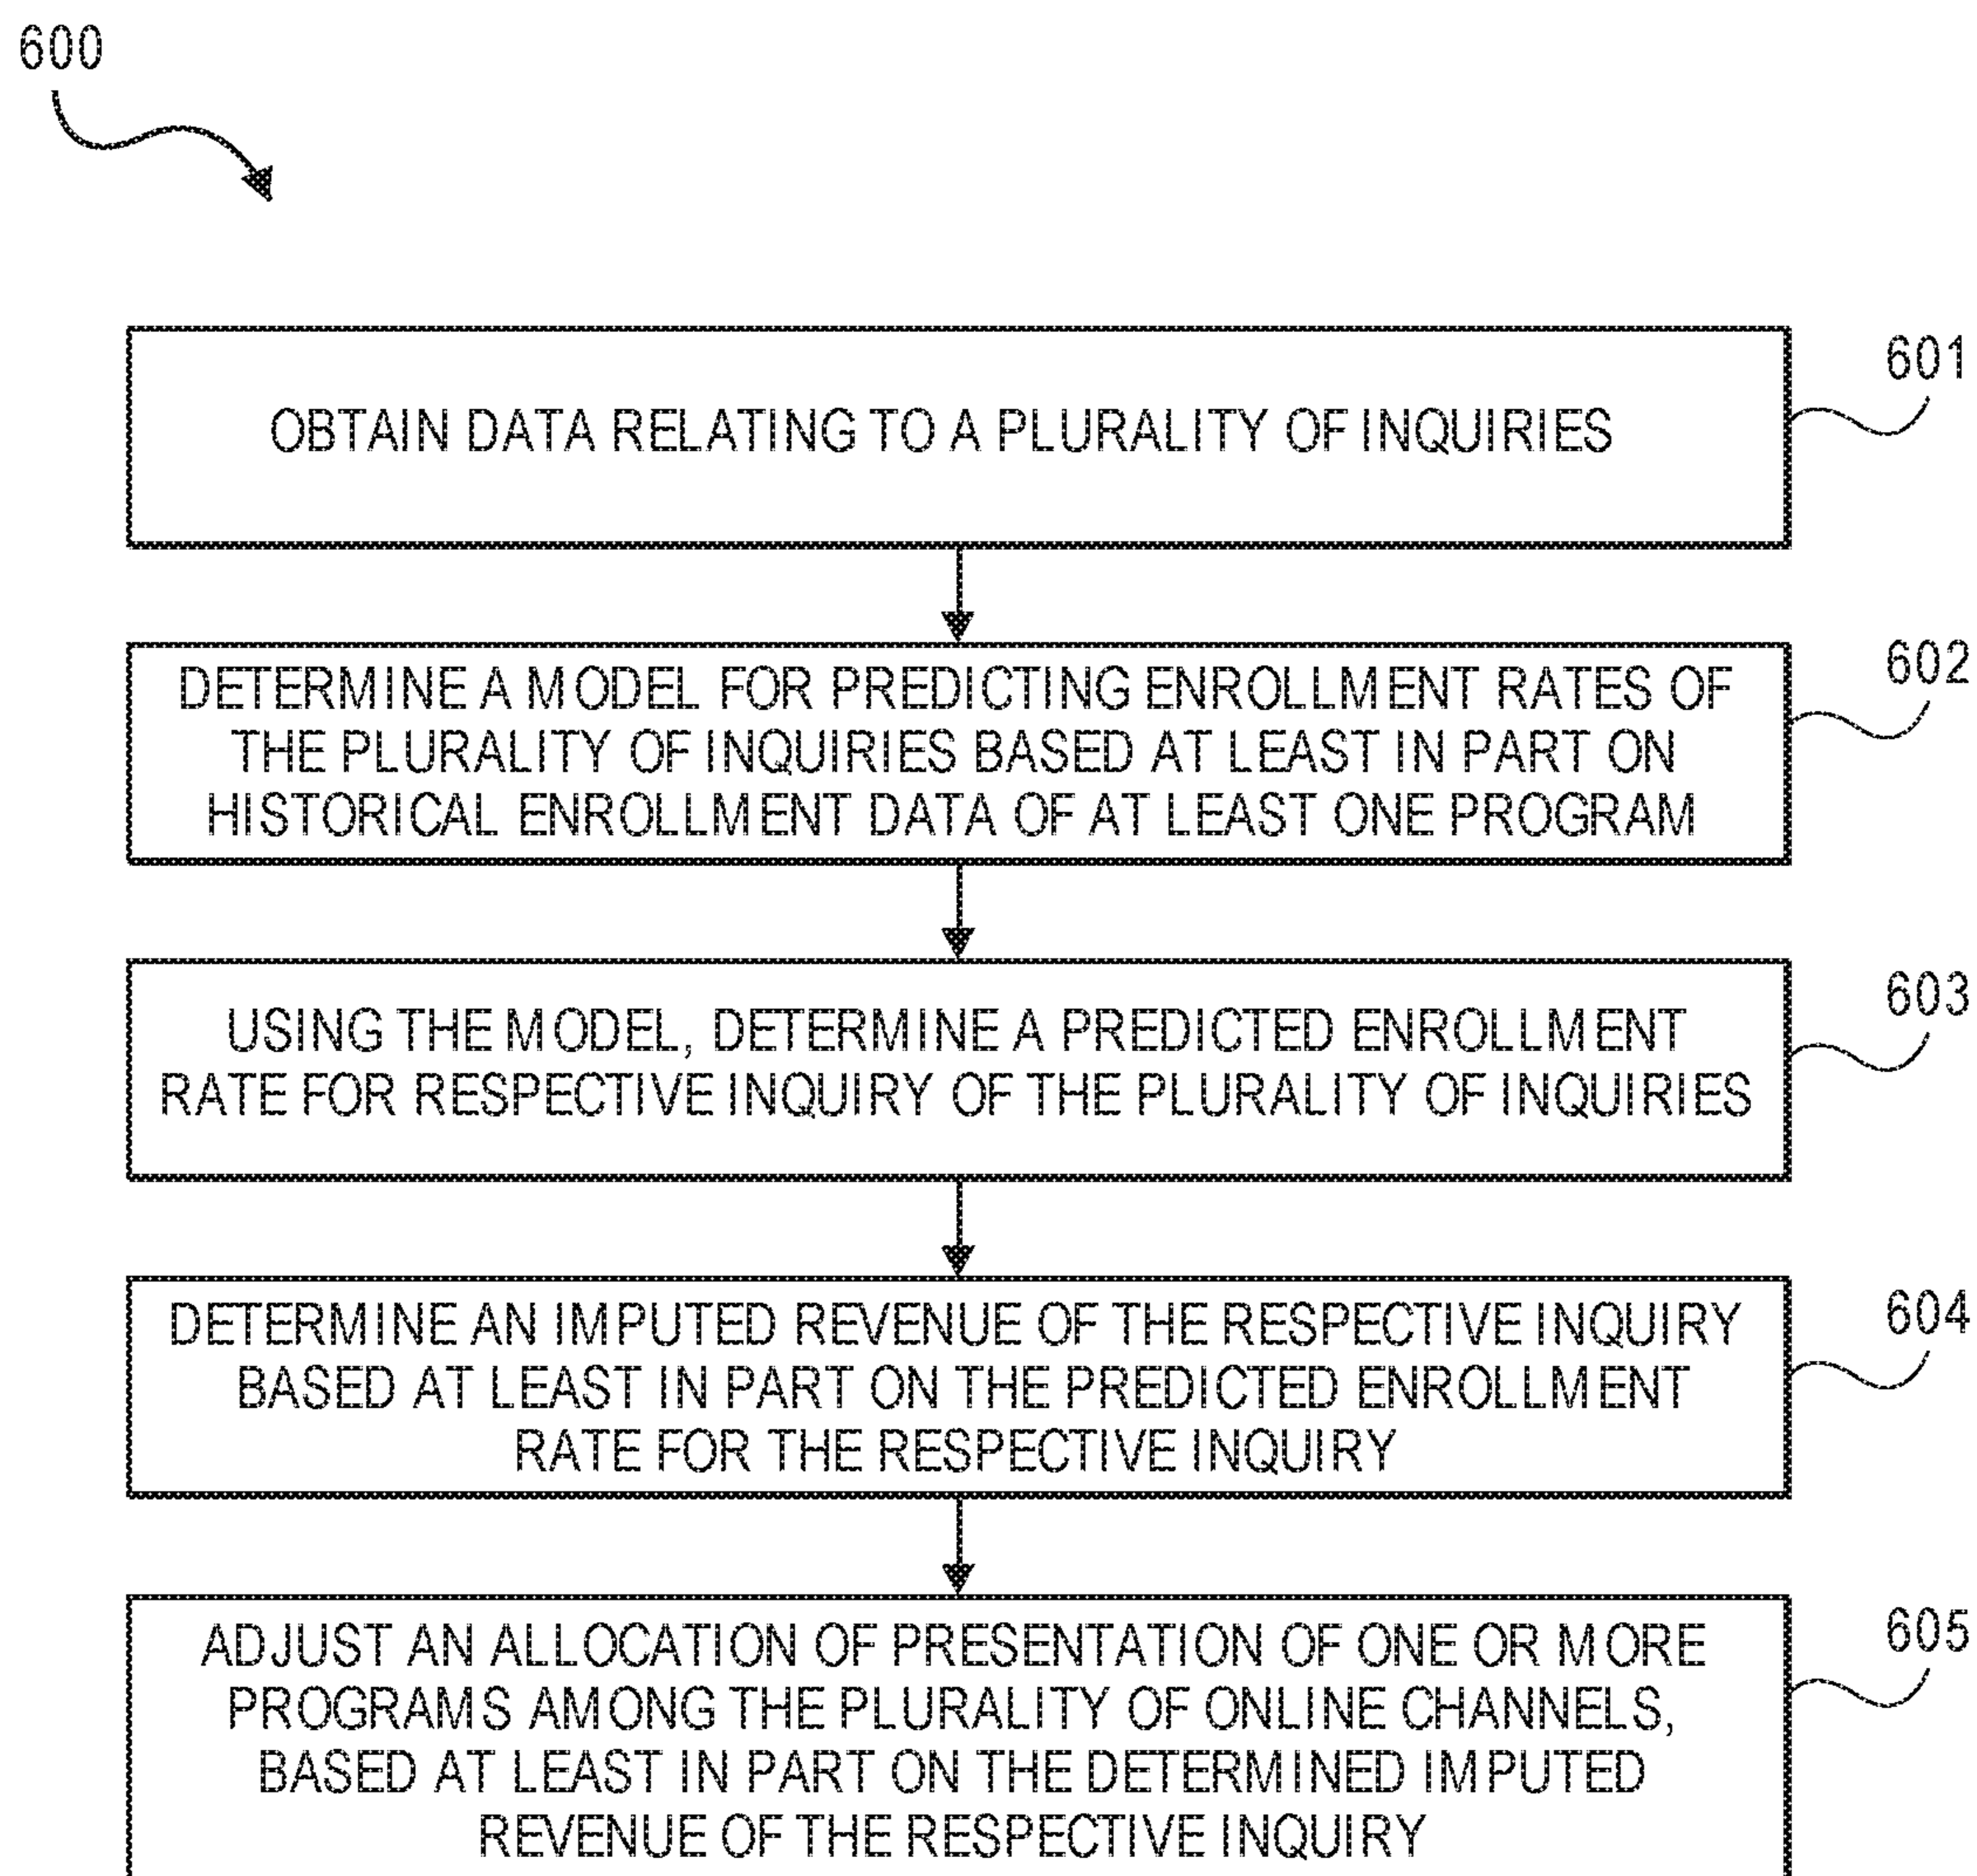 600
601
OBTAIN DATA RELATING TO A PLURALITY OF INQUIRIES
602
DETERMINE A MODEL FOR PREDICTING ENROLLMENT RATES OF
THE PLURALITY OF INQUIRIES BASED AT LEAST IN PART ON
HISTORICAL ENROLLMENT DATA OF AT LEAST ONE PROGRAM
603
USING THE MODEL, DETERMINE A PREDICTED ENROLLMENT
RATE FOR RESPECTIVE INQUIRY OF THE PLURALITY OF INQUIRIES
604
DETERMINE AN IMPUTED REVENUE OF THE RESPECTIVE INQUIRY
BASED AT LEAST IN PART ON THE PREDICTED ENROLLMENT
RATE FOR THE RESPECTIVE INQUIRY
605
ADJUST AN ALLOCATION OF PRESENTATION OF ONE OR MORE
PROGRAMS AMONG THE PLURALITY OF ONLINE CHANNELS,
BASED AT LEAST IN PART ON THE DETERMINED IMPUTED
REVENUE OF THE RESPECTIVE INQUIRY